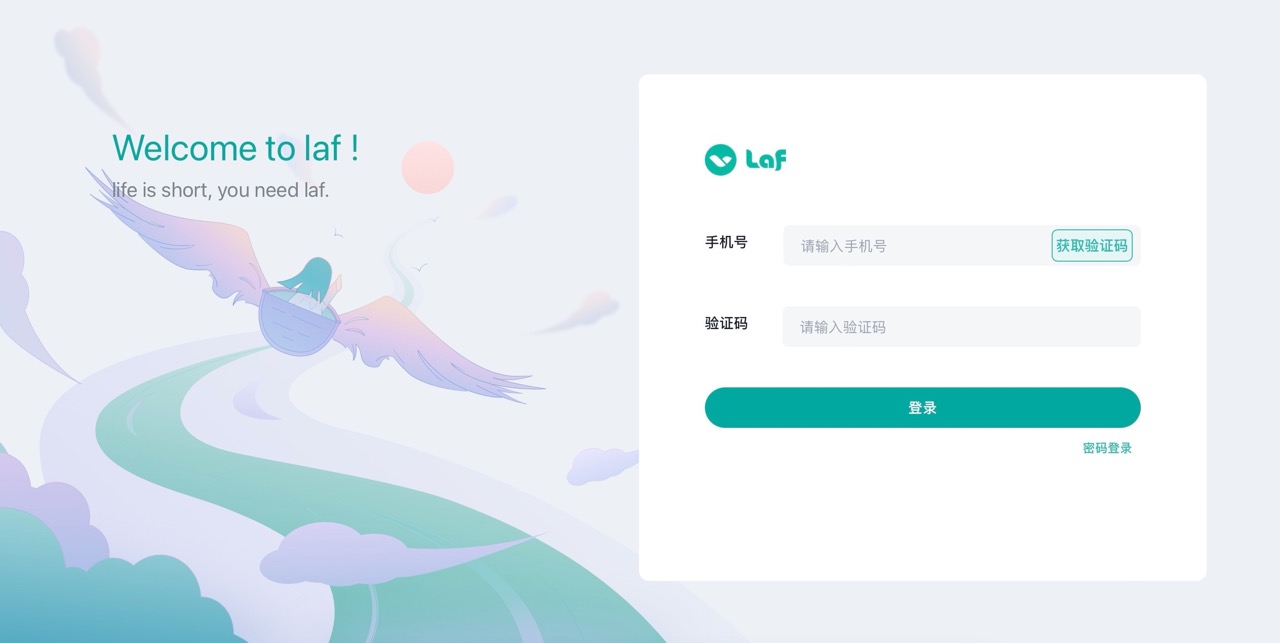 Welcome to laf !
life is short, you need laf.
Laf
手机号
请输入手机号
获取验证码
验证码
请输入验证码
登录
密码登录